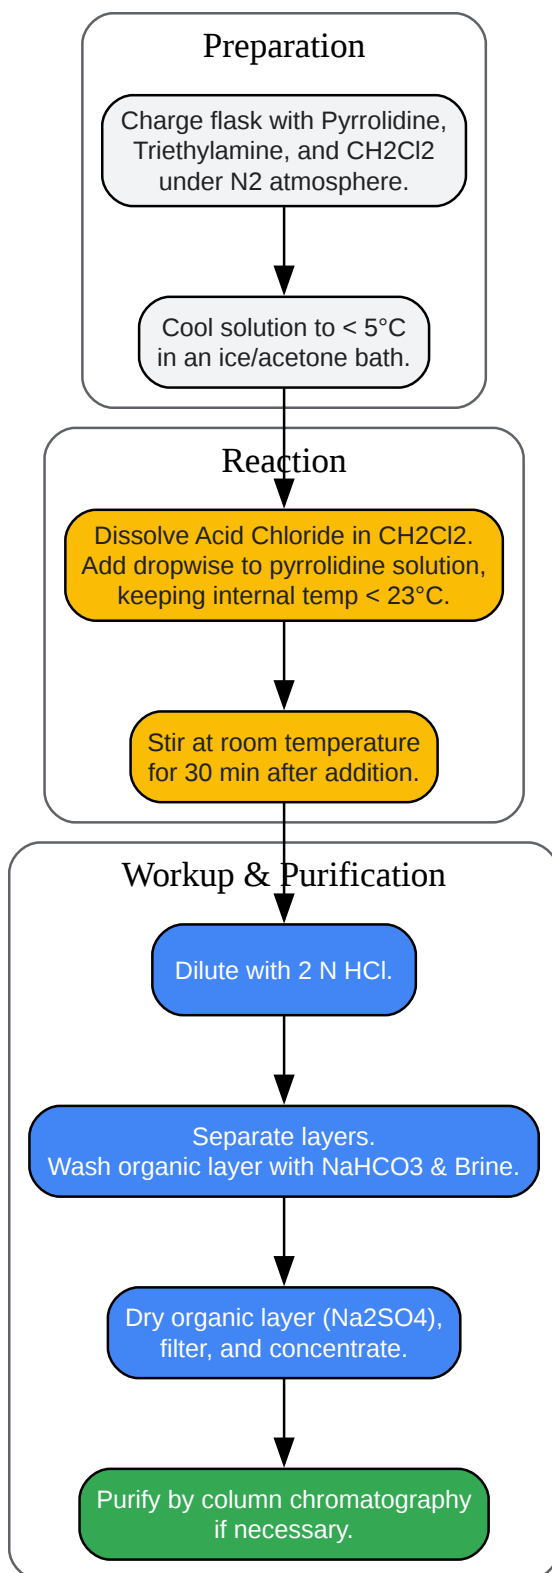 Preparation
Charge flask with Pyrrolidine,
Triethylamine, and CH2Cl2
under N2 atmosphere.
Cool solution to < 5°C
in an ice/acetone bath.
Reaction
Dissolve Acid Chloride in CH2Cl2.
Add dropwise to pyrrolidine solution,
keeping internal temp < 23°C.
Stir at room temperature
for 30 min after addition.
Workup & Purification
Dilute with 2 N HCl.
Separate layers.
Wash organic layer with NaHCO3 & Brine.
Dry organic layer (Na2SO4),
filter, and concentrate.
Purify by column chromatography
if necessary.